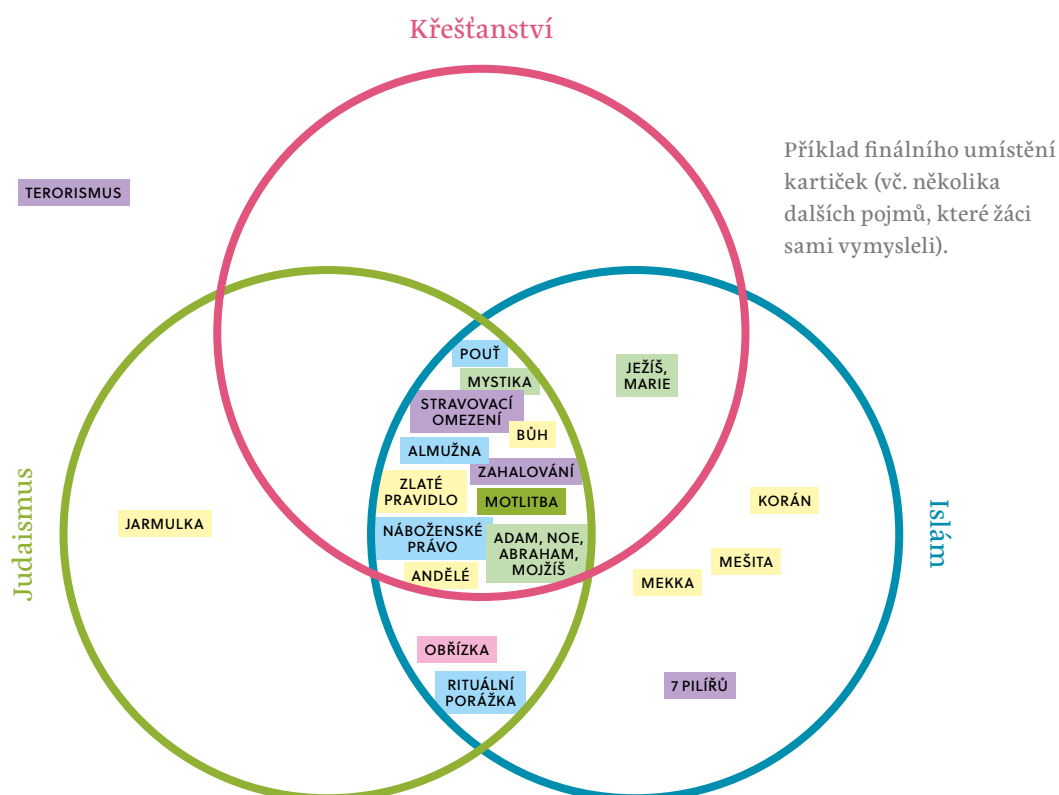 Křešťanství
Příklad finálního umístění
kartiček (vč. několika
dalších pojmů, které žáci
sami vymysleli).
TERORISMUS
POUŤ
MYSTIKA
STRAVOVACÍ
OMEZENÍ
BŮH
ALMUŽNA
ZAHALOVÁNÍ
ZLATÉ
PRAVIDLO
MOTLITBA
NÁBOŽENSKÉ
PRÁVO
ADAM, NOE,
ABRAHAM,
MOJŽÍŠ
ANDĚLÉ
JEŽÍŠ,
MARIE
Judaismus
JARMULKA
KORÁN
MEŠITA
MEKKA
Islám
OBŘÍZKA
RITUÁLNÍ
PORÁŽKA
7 PILÍŘŮ